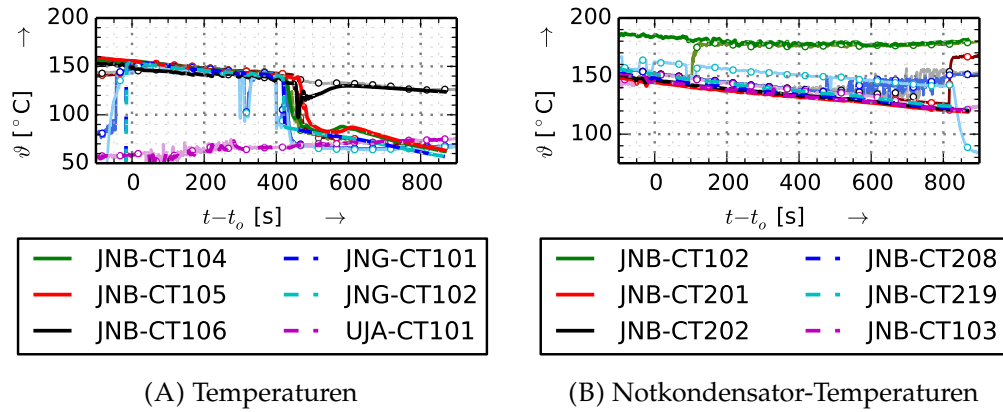 200
150
100
50
ϑ [°C] →
0 200 400 600 800
t−t_o [s] →
JNB-CT104 JNG-CT101
JNB-CT105 JNG-CT102
JNB-CT106 UJA-CT101
(A) Temperaturen
200
150
100
ϑ [°C] →
0 200 400 600 800
t−t_o [s] →
JNB-CT102 JNB-CT208
JNB-CT201 JNB-CT219
JNB-CT202 JNB-CT103
(B) Notkondensator-Temperaturen